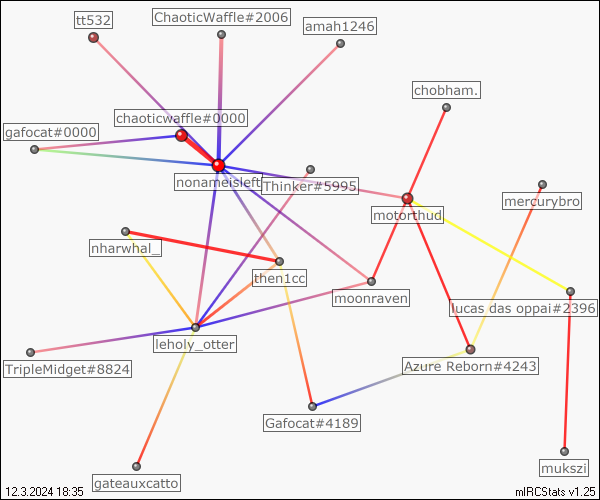 tt532
ChaoticWaffle#2006
amah1246
chobham.
chaoticwaffle#0000
gafocat#0000
nonameisleft
Thinker#5995
mercurybro
motorthud
nharwhal_
then1cc
moonraven
lucas das oppai#2396
leholy_otter
TripleMidget#8824
Azure Reborn#4243
Gafocat#4189
mukszi
gateauxcatto
12.3.2024 18:35
mIRCStats v1.25